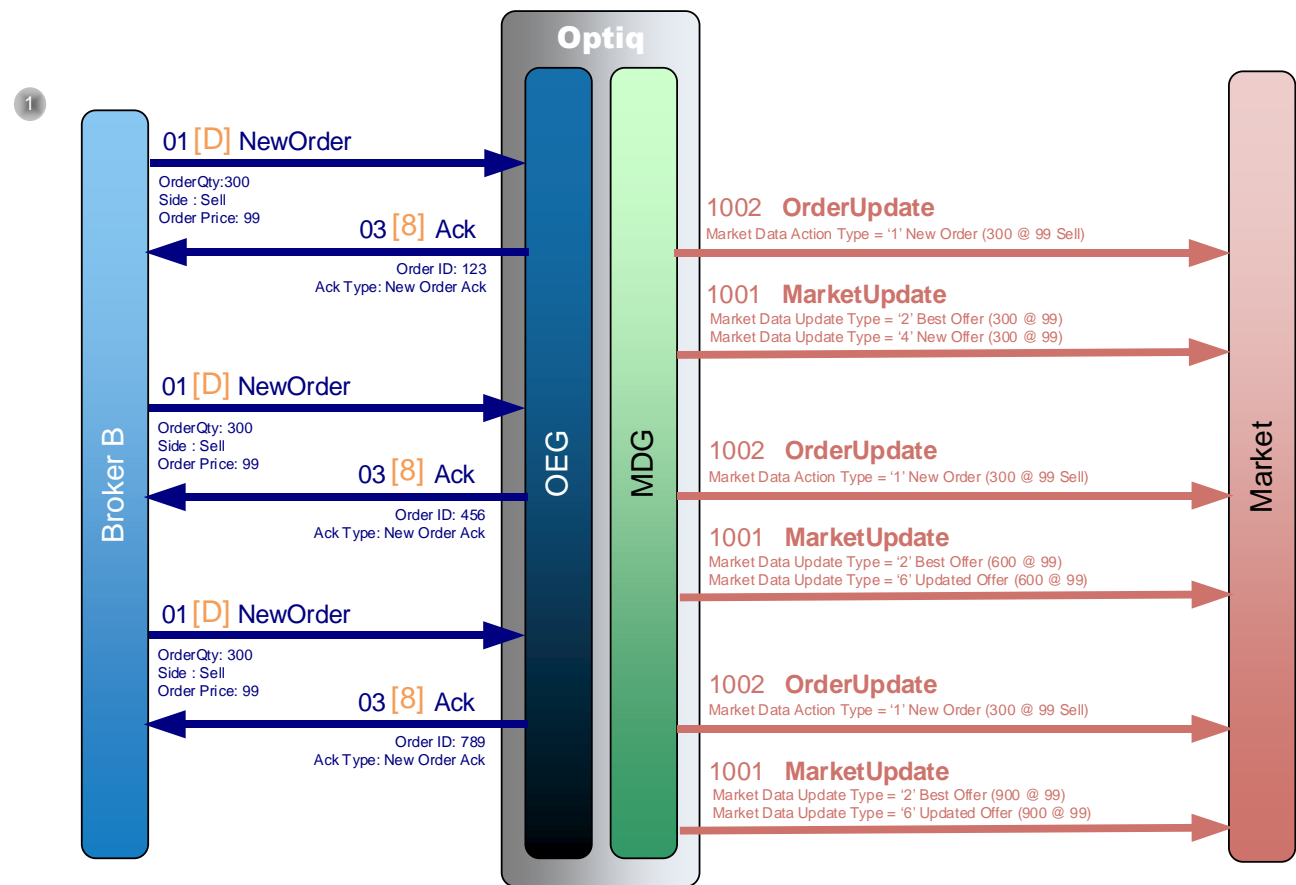 Optiq
1
01 [D] NewOrder
OrderQty:300
Side : Sell
Order Price: 99
03 [8] Ack
Order ID: 123
Ack Type: New Order Ack
1002 OrderUpdate
Market Data Action Type = ‘1’ New Order (300 @ 99 Sell)
1001 MarketUpdate
Market Data Update Type = ‘2’ Best Offer (300 @ 99)
Market Data Update Type = ‘4’ New Offer (300 @ 99)
01 [D] NewOrder
OrderQty: 300
Side : Sell
Order Price: 99
03 [8] Ack
Order ID: 456
Ack Type: New Order Ack
1002 OrderUpdate
Market Data Action Type = ‘1’ New Order (300 @ 99 Sell)
1001 MarketUpdate
Market Data Update Type = ‘2’ Best Offer (600 @ 99)
Market Data Update Type = ‘6’ Updated Offer (600 @ 99)
01 [D] NewOrder
OrderQty: 300
Side : Sell
Order Price: 99
03 [8] Ack
Order ID: 789
Ack Type: New Order Ack
1002 OrderUpdate
Market Data Action Type = ‘1’ New Order (300 @ 99 Sell)
1001 MarketUpdate
Market Data Update Type = ‘2’ Best Offer (900 @ 99)
Market Data Update Type = ‘6’ Updated Offer (900 @ 99)
Broker B
OEG
MDG
Market